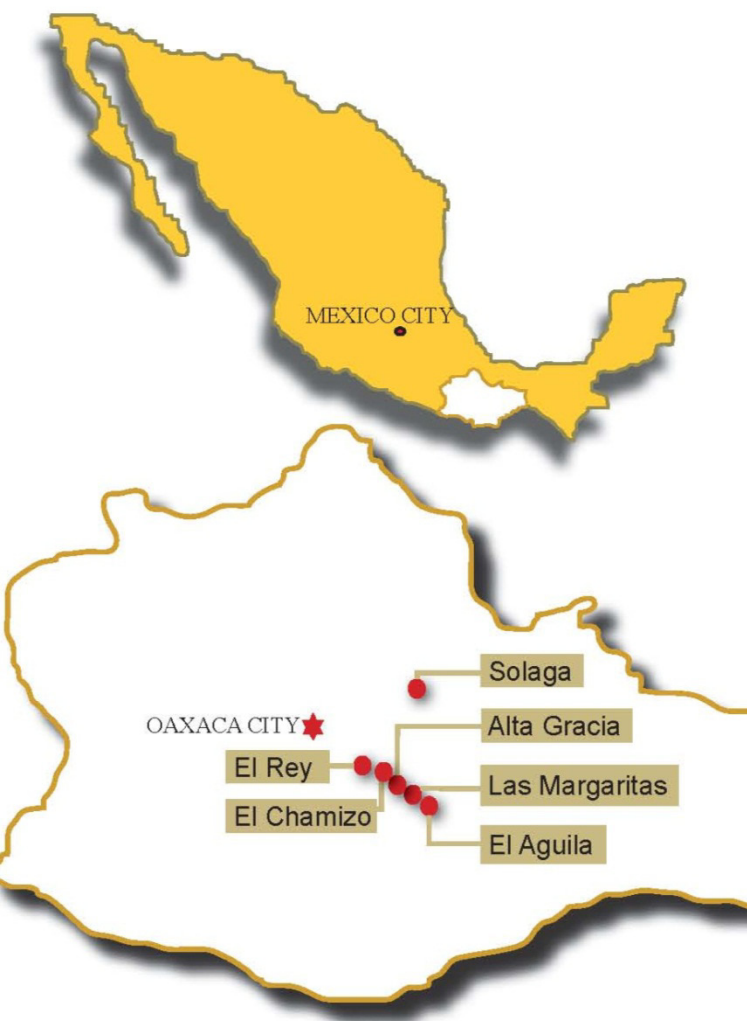 MEXICO CITY
Solaga
OAXACA CITY
Alta Gracia
El Rey
Las Margaritas
El Chamizo
El Aguila